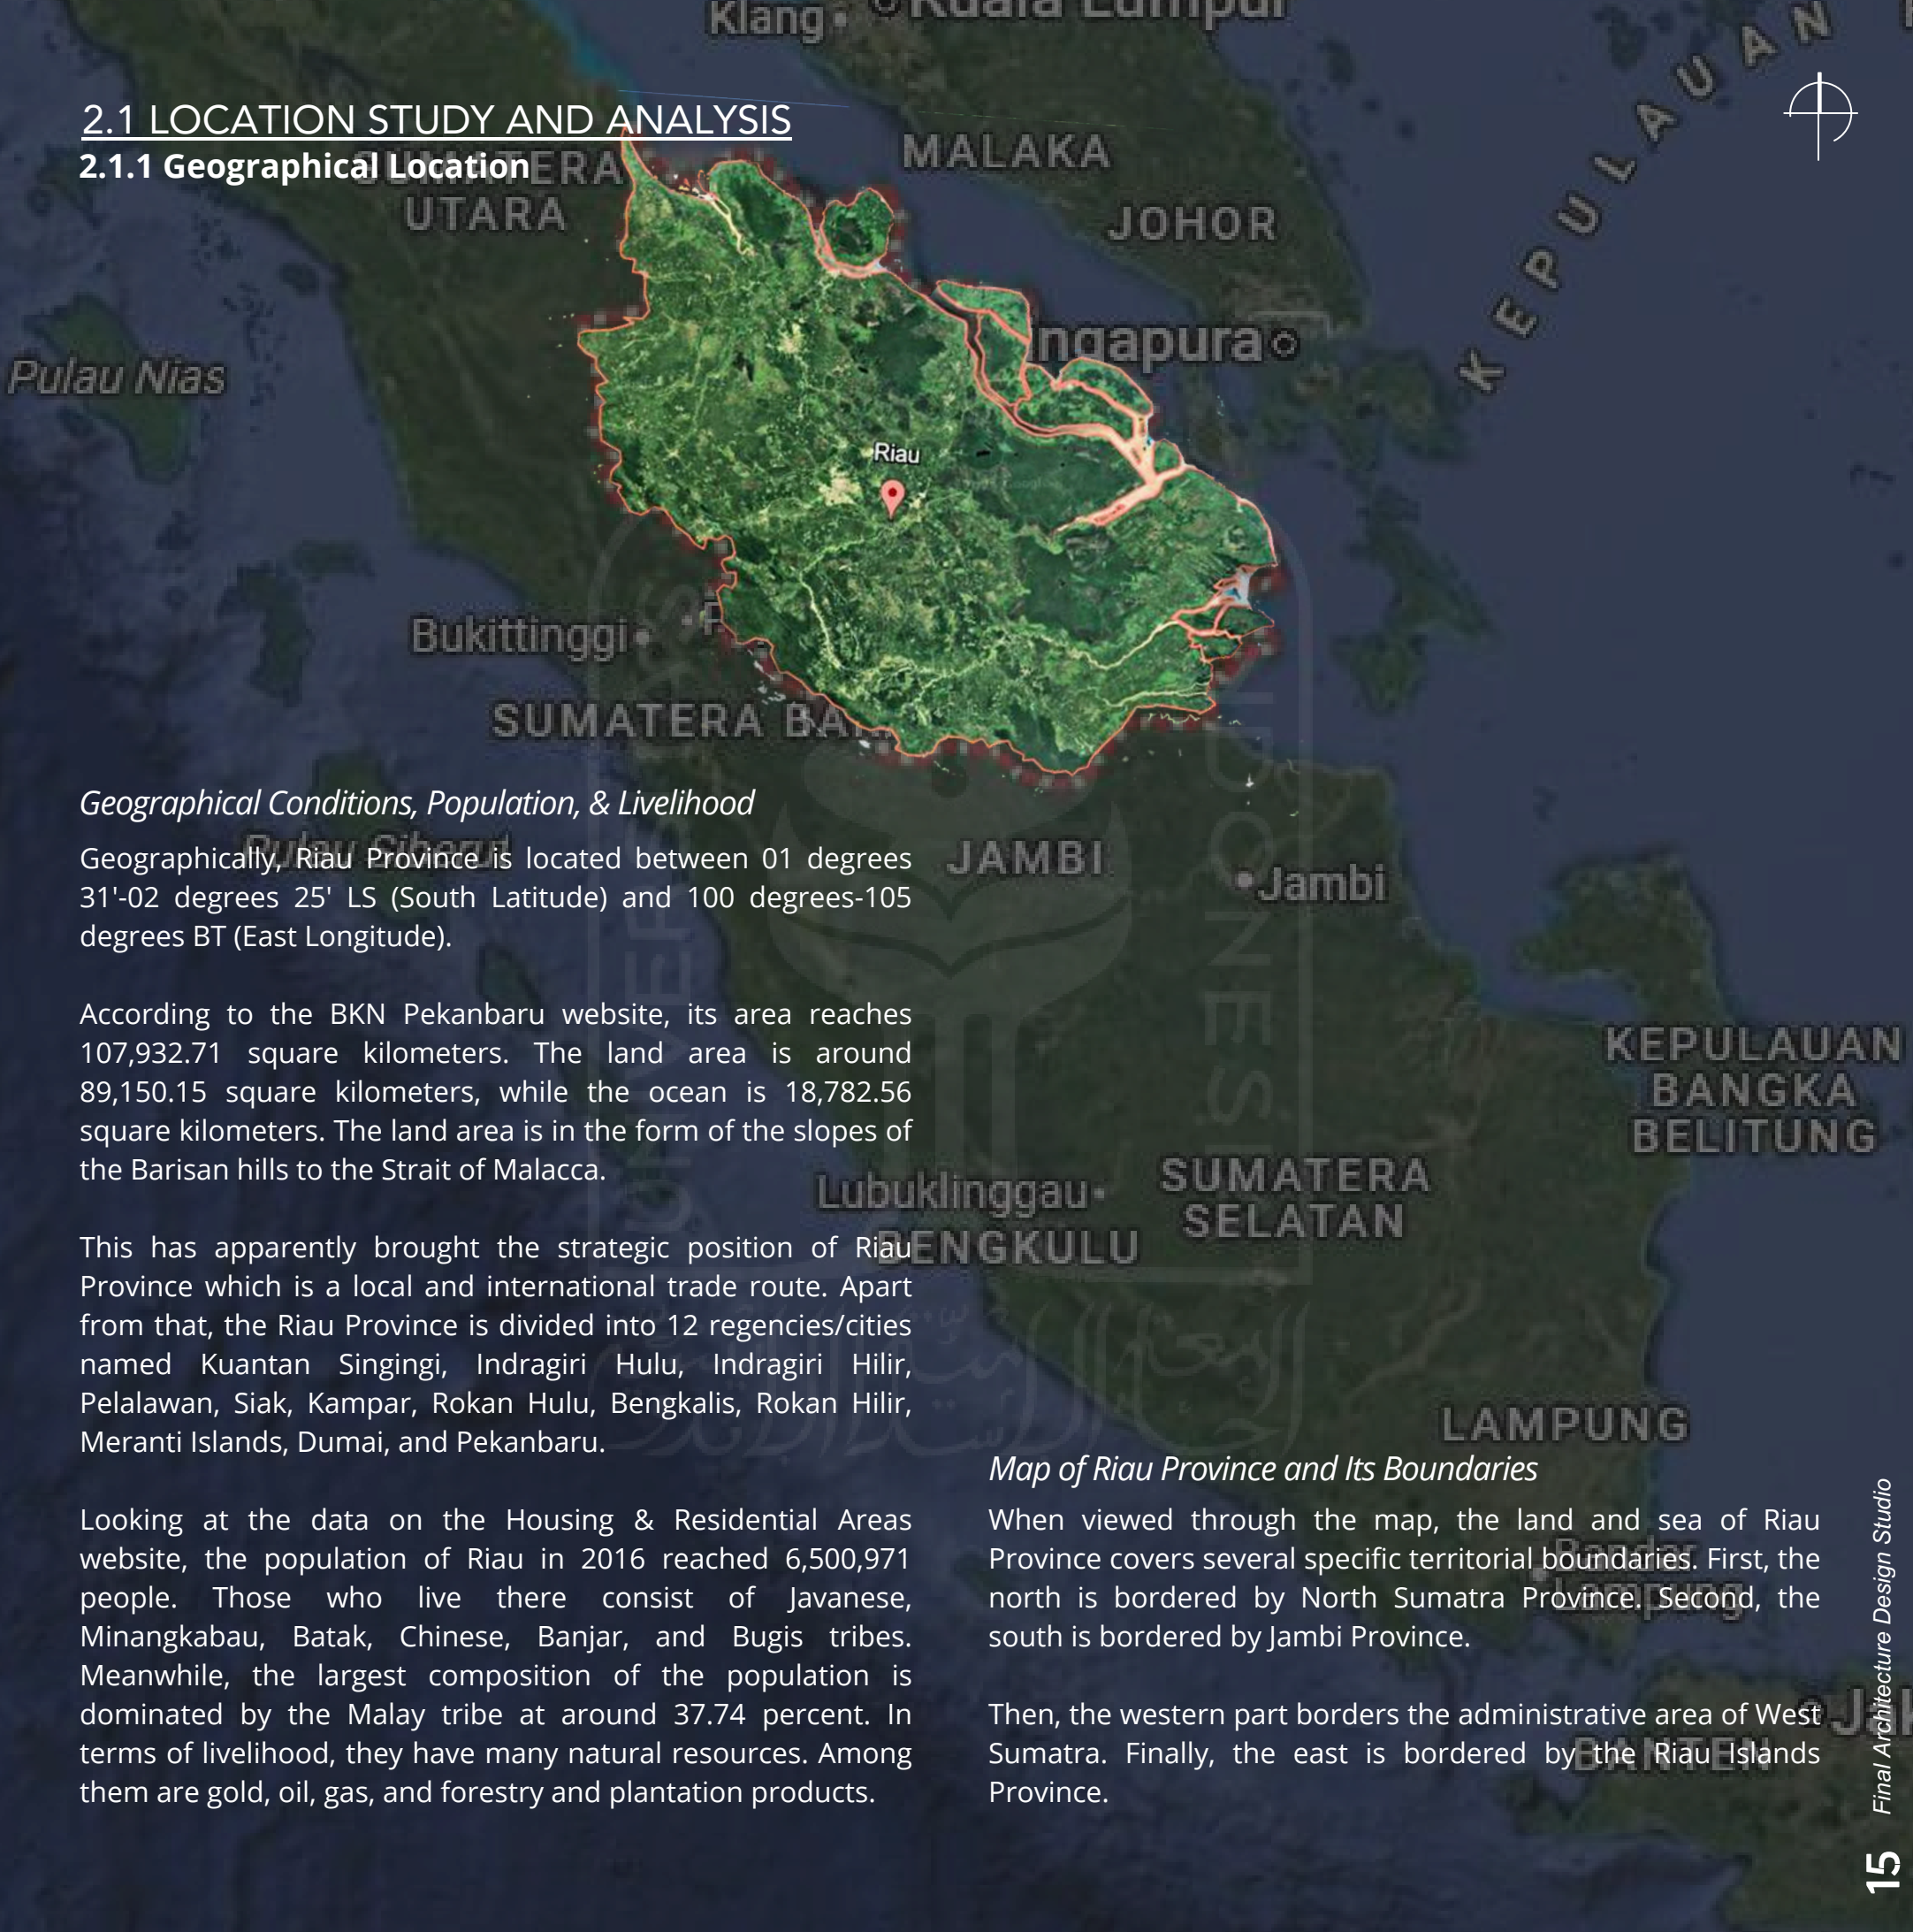 Klang
Kuala Lumpur
KEPULAUAN
2.1 LOCATION STUDY AND ANALYSIS
2.1.1 Geographical Location
UTARA
MALAKA
JOHOR
ngapura
Pulau Nias
Riau
Google
Bukittinggi
SUMATERA BA
JAMBI
Jambi
KEPULAUAN
BANGKA
BELITUNG
Lubuklinggau
SUMATERA
SELATAN
BENGKULU
LAMPUNG
Bandar
Lampung
BANTEN
UNIVERSITAS
INDONESIA
Geographical Conditions, Population, & Livelihood
Geographically, Riau Province is located between 01 degrees
31'-02 degrees 25' LS (South Latitude) and 100 degrees-105
degrees BT (East Longitude).
According to the BKN Pekanbaru website, its area reaches
107,932.71 square kilometers. The land area is around
89,150.15 square kilometers, while the ocean is 18,782.56
square kilometers. The land area is in the form of the slopes of
the Barisan hills to the Strait of Malacca.
This has apparently brought the strategic position of Riau
Province which is a local and international trade route. Apart
from that, the Riau Province is divided into 12 regencies/cities
named Kuantan Singingi, Indragiri Hulu, Indragiri Hilir,
Pelalawan, Siak, Kampar, Rokan Hulu, Bengkalis, Rokan Hilir,
Meranti Islands, Dumai, and Pekanbaru.
Looking at the data on the Housing & Residential Areas
website, the population of Riau in 2016 reached 6,500,971
people. Those who live there consist of Javanese,
Minangkabau, Batak, Chinese, Banjar, and Bugis tribes.
Meanwhile, the largest composition of the population is
dominated by the Malay tribe at around 37.74 percent. In
terms of livelihood, they have many natural resources. Among
them are gold, oil, gas, and forestry and plantation products.
Map of Riau Province and Its Boundaries
When viewed through the map, the land and sea of Riau
Province covers several specific territorial boundaries. First, the
north is bordered by North Sumatra Province. Second, the
south is bordered by Jambi Province.
Then, the western part borders the administrative area of West
Sumatra. Finally, the east is bordered by the Riau Islands
Province.
Final Architecture Design Studio
15